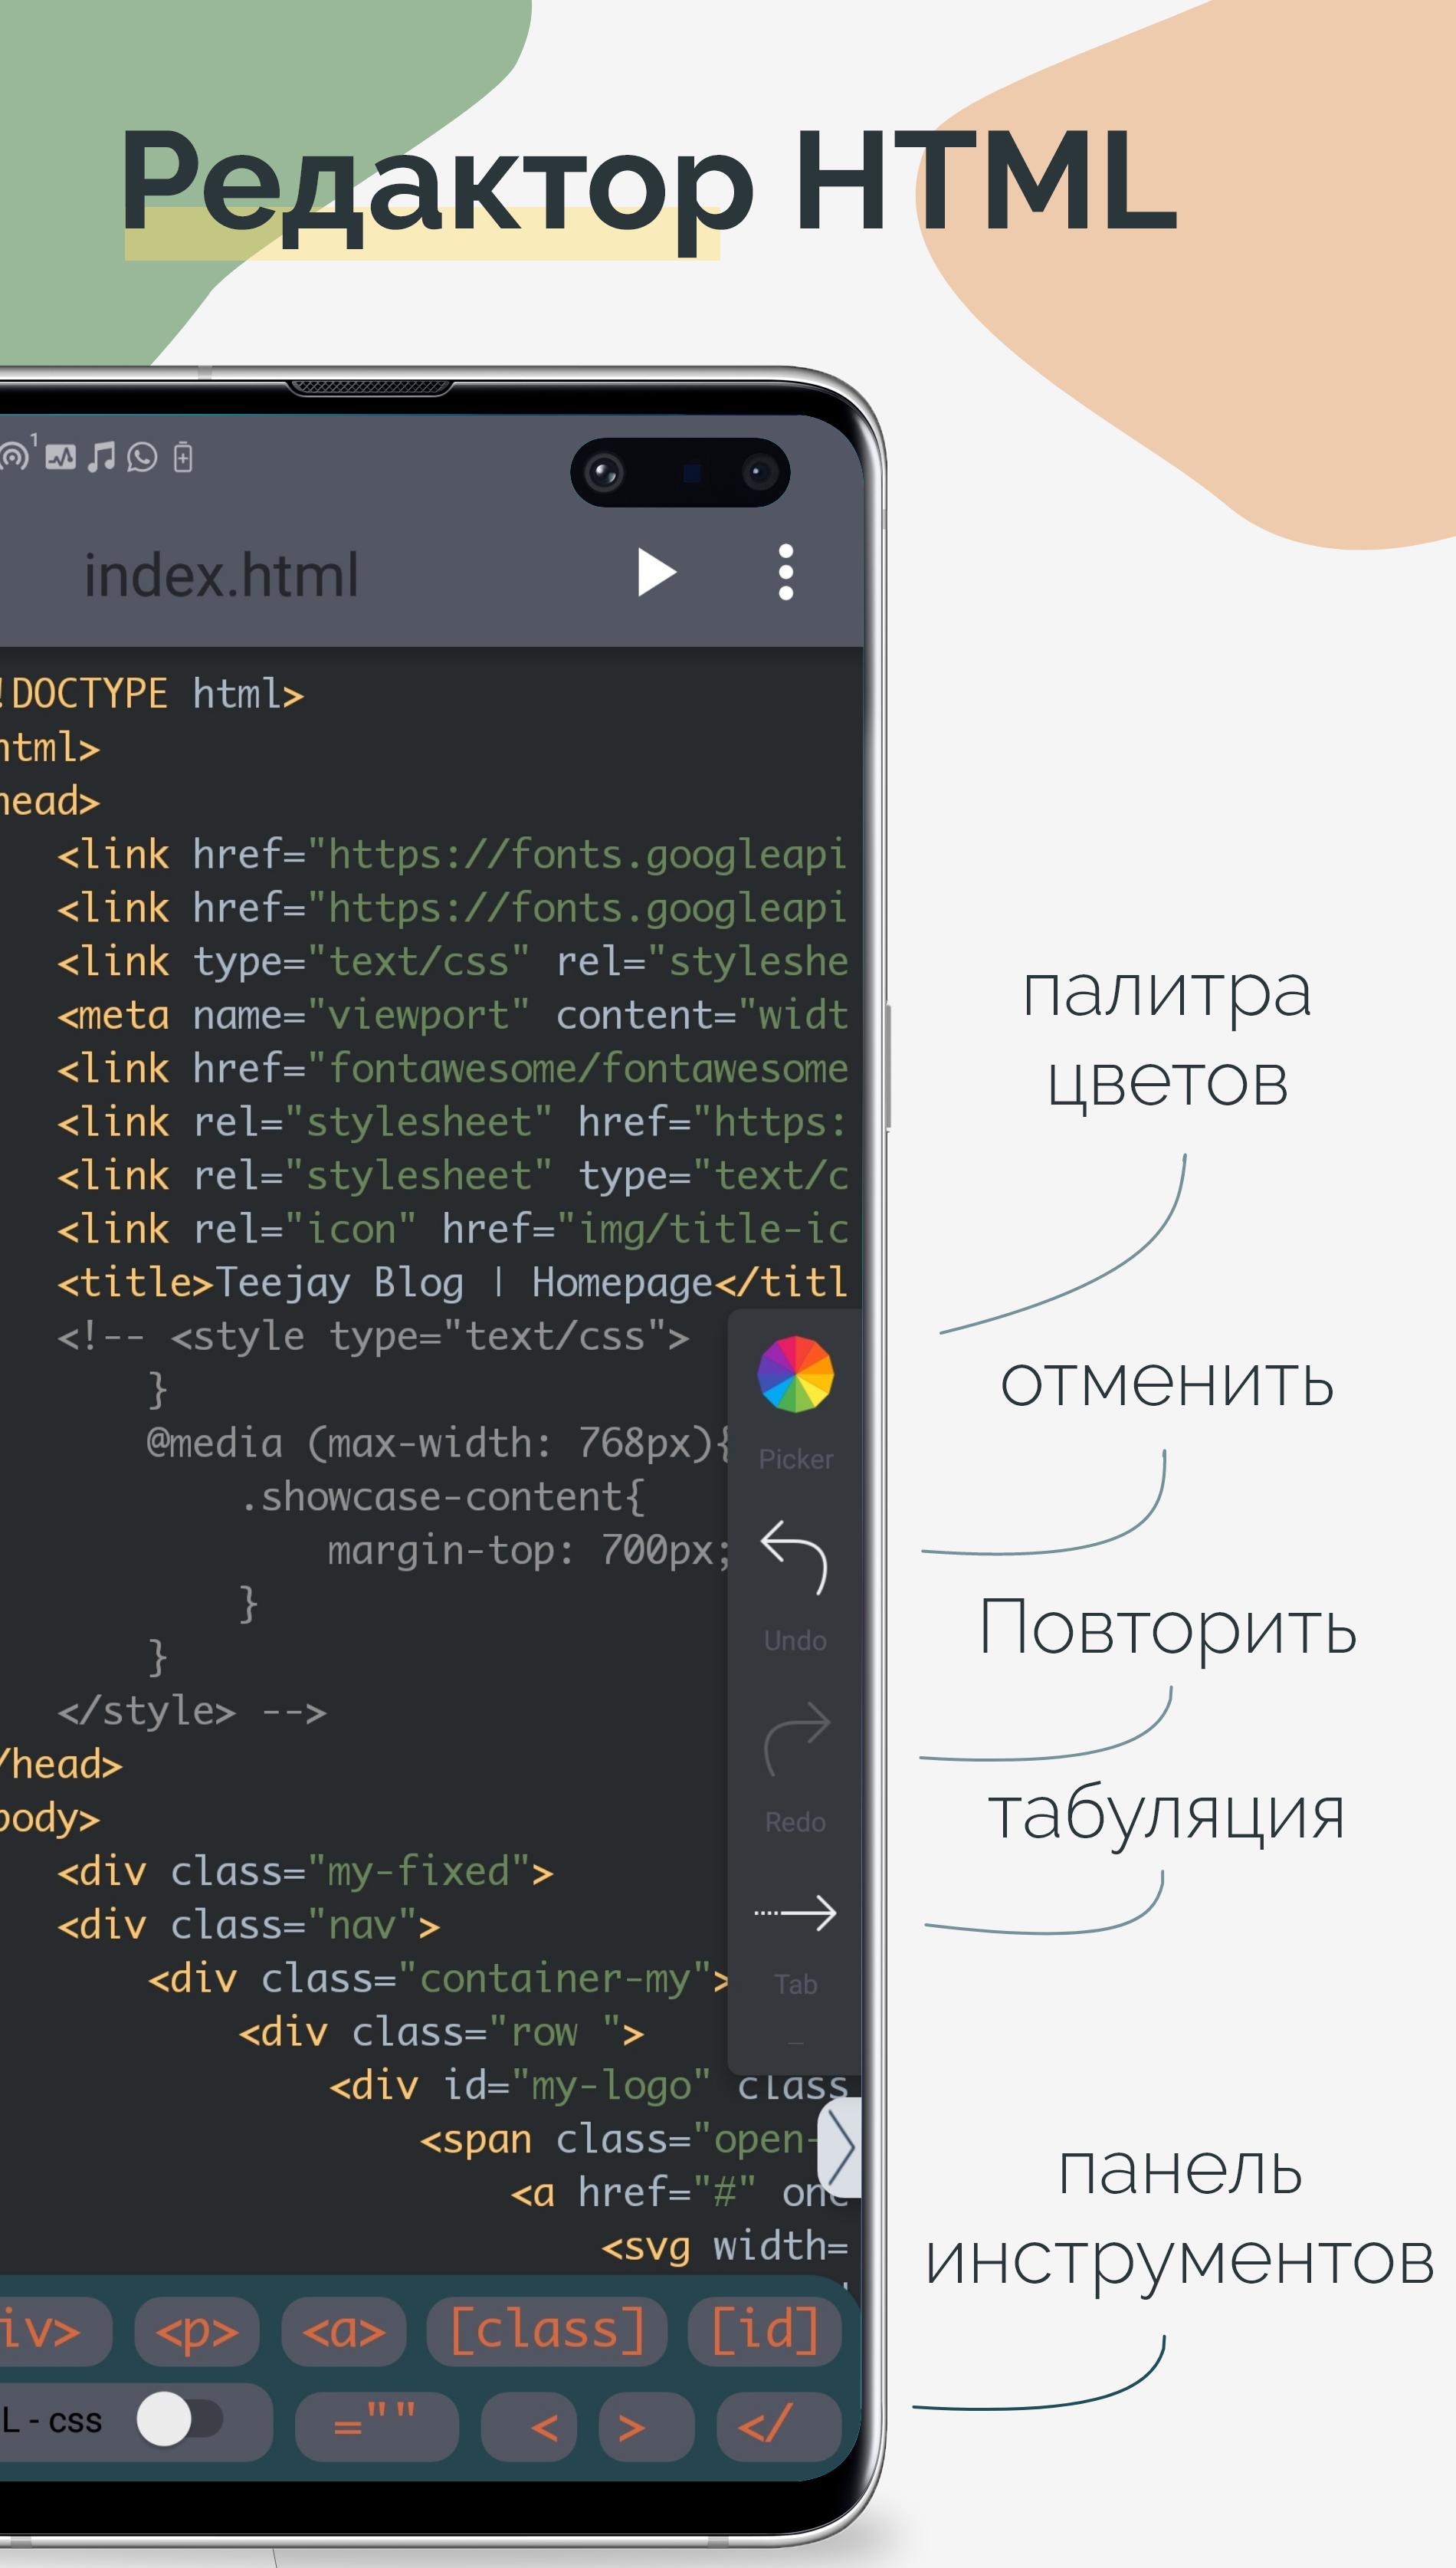 Редактор HTML
1
index.html
!DOCTYPE html>
html>
head>
<link href="https://fonts.googleapi
<link href="https://fonts.googleapi
<link type="text/css" rel="styleshe
<meta name="viewport" content="widt
<link href="fontawesome/fontawesome
<link rel="stylesheet" href="https:
<link rel="stylesheet" type="text/c
<link rel="icon" href="img/title-ic
<title>Teejay Blog | Homepage</titl
<!-- <style type="text/css">
}
@media (max-width: 768px){
.showcase-content{
margin-top: 700px;
}
}
</style> -->
/head>
body>
<div class="my-fixed">
<div class="nav">
<div class="container-my">
<div class="row ">
<div id="my-logo" class
<span class="open-
<a href="#" onc
<svg width=
Picker
Undo
Redo
Tab
iv>
<p>
<a>
[class]
[id]
L - css
=""
<
>
</
палитра
цветов
отменить
Повторить
табуляция
панель
инструментов